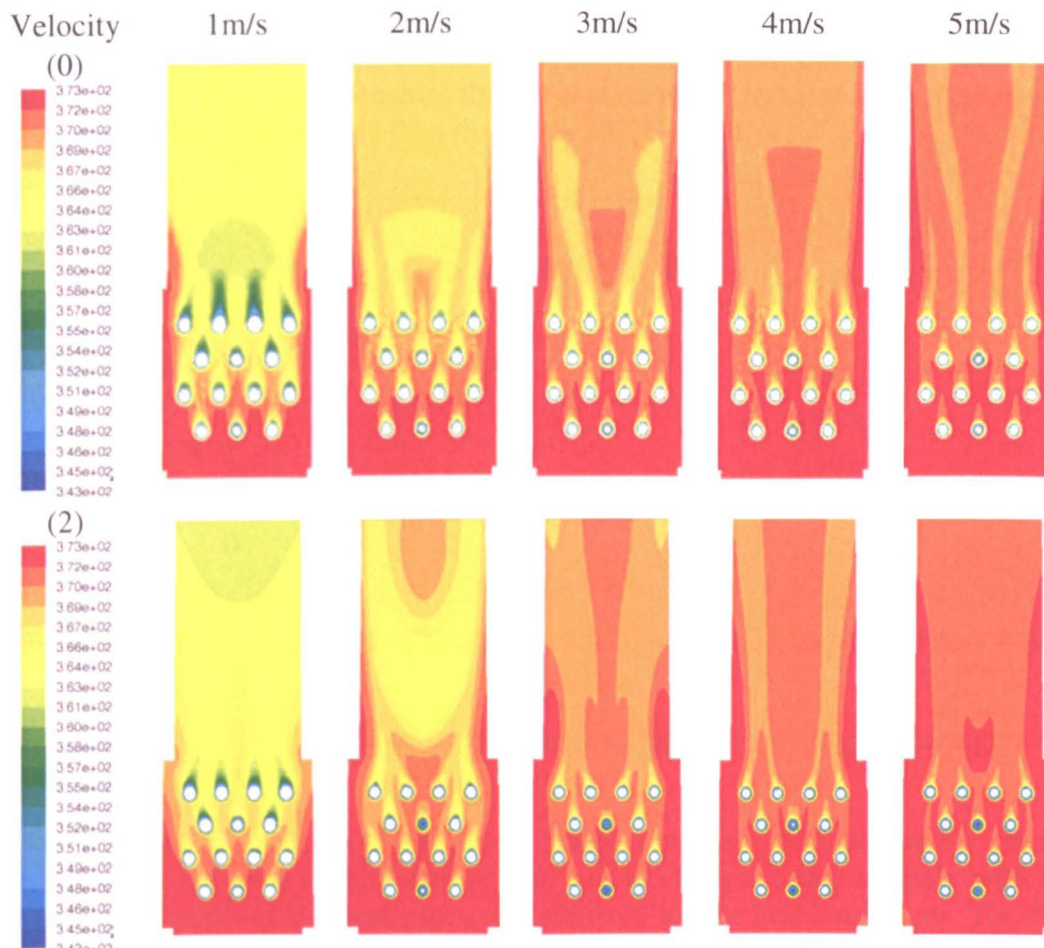 Velocity 1m/s 2m/s 3m/s 4m/s 5m/s
(0)
3.73e+02
3.72e+02
3.70e+02
3.69e+02
3.67e+02
3.66e+02
3.64e+02
3.63e+02
3.61e+02
3.60e+02
3.58e+02
3.57e+02
3.55e+02
3.54e+02
3.52e+02
3.51e+02
3.49e+02
3.48e+02
3.46e+02
3.45e+02
3.43e+02
(2)
3.73e+02
3.72e+02
3.70e+02
3.69e+02
3.67e+02
3.66e+02
3.64e+02
3.63e+02
3.61e+02
3.60e+02
3.58e+02
3.57e+02
3.55e+02
3.54e+02
3.52e+02
3.51e+02
3.49e+02
3.48e+02
3.46e+02
3.45e+02